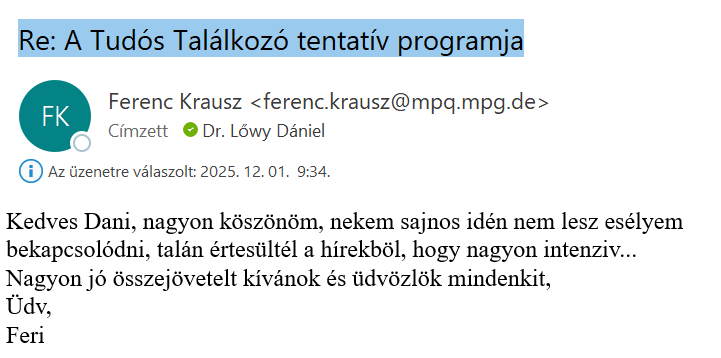 Re: A Tudós Találkozó tentatív programja
FK
Ferenc Krausz <ferenc.krausz@mpq.mpg.de>
Címzett Dr. Lőwy Dániel
Az üzenetre válaszolt: 2025. 12. 01. 9:34.
Kedves Dani, nagyon köszönöm, nekem sajnos idén nem lesz esélyem
bekapcsolódni, talán értesültél a hírekböl, hogy nagyon intenziv...
Nagyon jó összejövetelt kívánok és üdvözlök mindenkit,
Üdv,
Feri